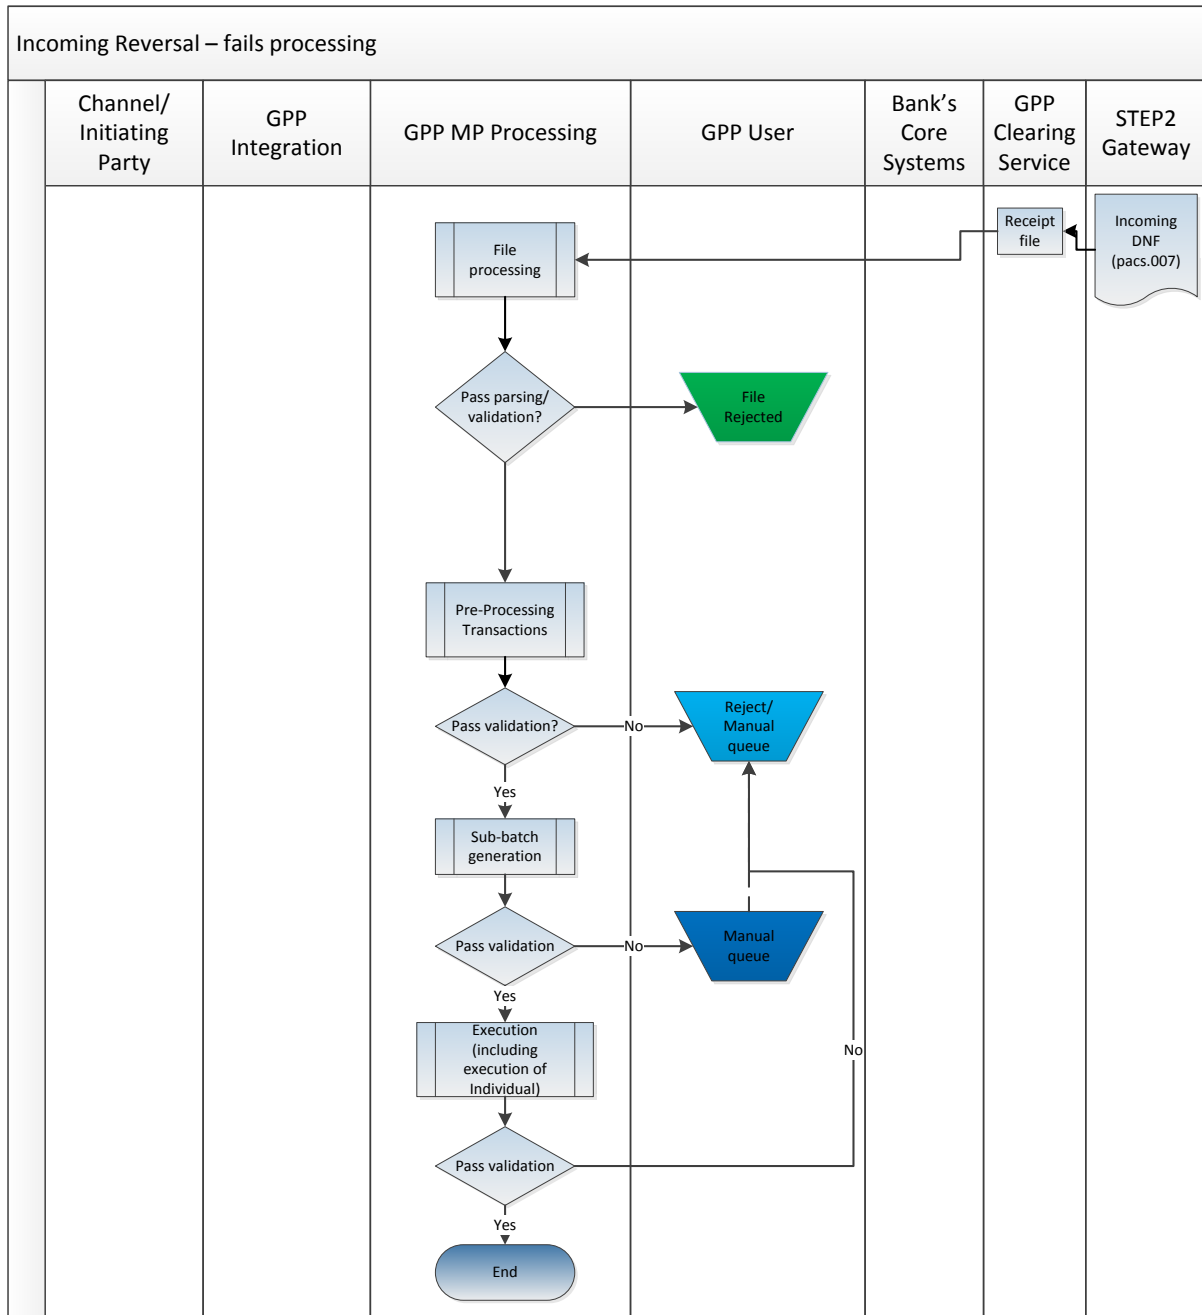 Incoming Reversal – fails processing
Channel/
Initiating
Party
GPP
Integration
GPP MP Processing
GPP User
Bank's
Core
Systems
GPP
Clearing
Service
STEP2
Gateway
File
processing
Receipt
file
Incoming
DNF
(pacs.007)
Pass parsing/
validation?
File
Rejected
Pre-Processing
Transactions
Pass validation?
No
Reject/
Manual
queue
Yes
Sub-batch
generation
Pass validation
No
Manual
queue
Yes
Execution
(including
execution of
Individual)
No
Pass validation
Yes
End